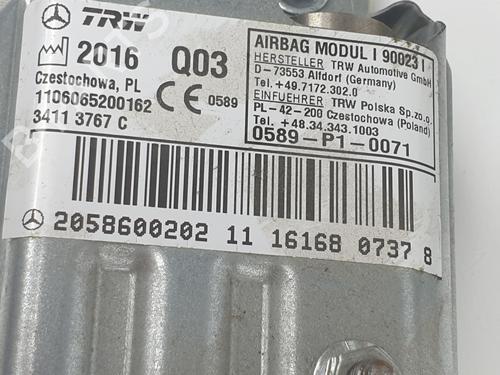 TRW
2016 Q03
Czestochowa, PL
1106065200162
3411 3767 C
CE 0589
AIRBAG MODUL I 90023 I
HERSTELLER TRW Automotive GmbH
D-73553 Alfdorf (Germany)
Tel. +49.7172.302.0
EINFUEHRER TRW Polska Sp.zo.o.
PL-42-200 Czestochowa (Poland)
Tel. +48.34.343.1003
0589-P1-0071
2058600202 11 16168 0737 8